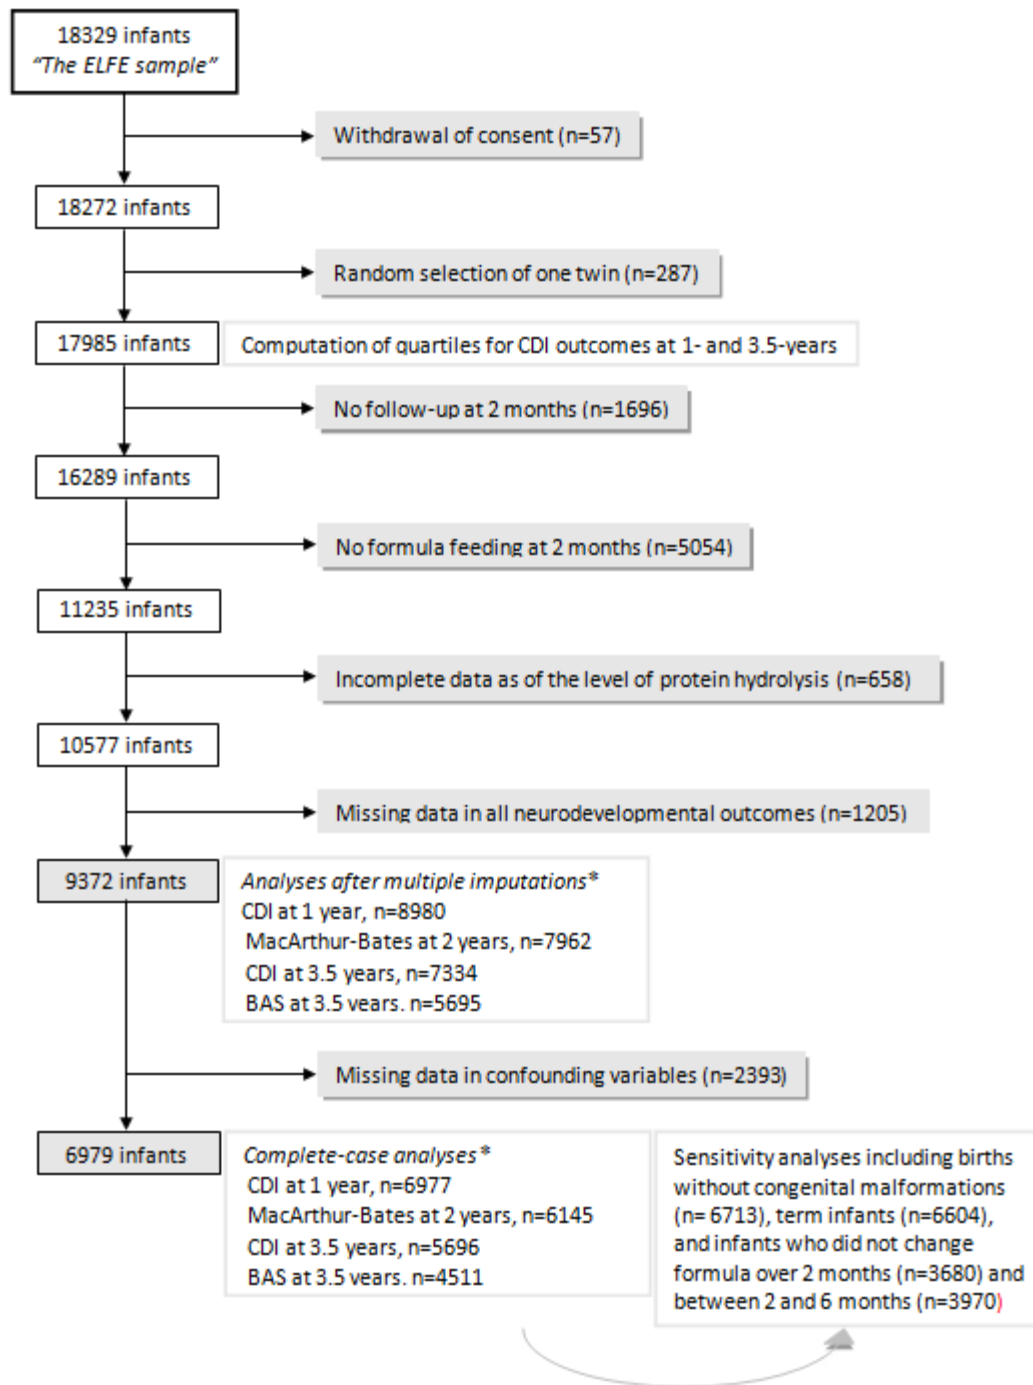 18329 infants
“The ELFE sample”
Withdrawal of consent (n=57)
18272 infants
Random selection of one twin (n=287)
17985 infants
Computation of quartiles for CDI outcomes at 1- and 3.5-years
No follow-up at 2 months (n=1696)
16289 infants
No formula feeding at 2 months (n=5054)
11235 infants
Incomplete data as of the level of protein hydrolysis (n=658)
10577 infants
Missing data in all neurodevelopmental outcomes (n=1205)
9372 infants
Analyses after multiple imputations*
CDI at 1 year, n=8980
MacArthur-Bates at 2 years, n=7962
CDI at 3.5 years, n=7334
BAS at 3.5 years. n=5695
Missing data in confounding variables (n=2393)
6979 infants
Complete-case analyses*
CDI at 1 year, n=6977
MacArthur-Bates at 2 years, n=6145
CDI at 3.5 years, n=5696
BAS at 3.5 years. n=4511
Sensitivity analyses including births
without congenital malformations
(n= 6713), term infants (n=6604),
and infants who did not change
formula over 2 months (n=3680) and
between 2 and 6 months (n=3970)